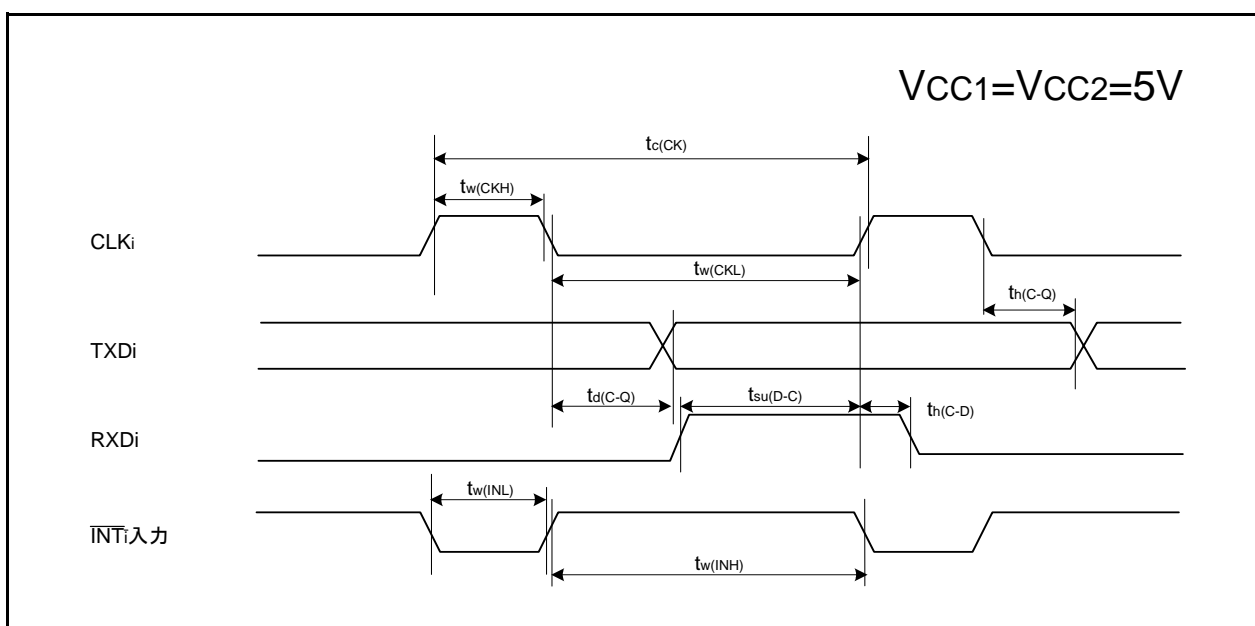 VCC1=VCC2=5V
tc(CK)
tw(CKH)
CLKi
tw(CKL)
th(C-Q)
TXDi
td(C-Q)
tsu(D-C)
th(C-D)
RXDi
tw(INL)
INTi入力
tw(INH)